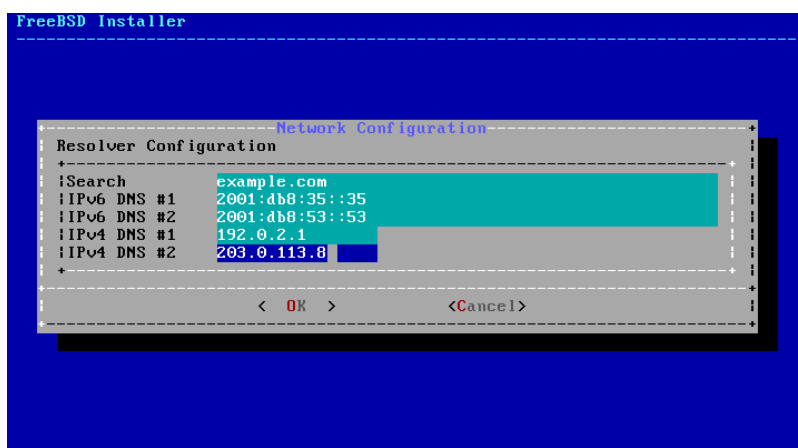 FreeBSD Installer
Network Configuration
Resolver Configuration
Search example.com
IPv6 DNS #1 2001:db8:35::35
IPv6 DNS #2 2001:db8:53::53
IPv4 DNS #1 192.0.2.1
IPv4 DNS #2 203.0.113.8
< OK > <Cancel>